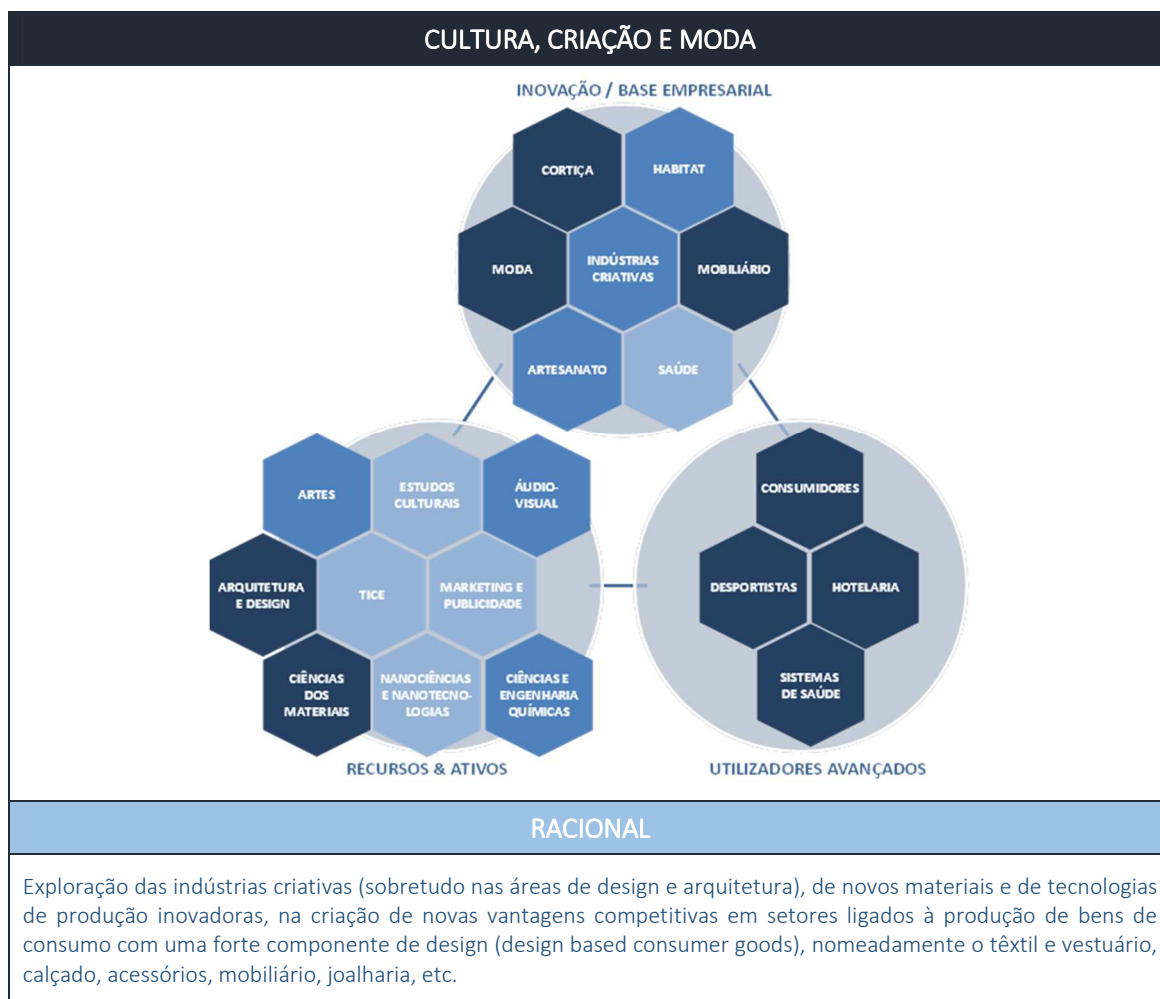 CULTURA, CRIAÇÃO E MODA
INOVAÇÃO / BASE EMPRESARIAL
CORTIÇA
HABITAT
MODA
INDÚSTRIAS
CRIATIVAS
MOBILIÁRIO
ARTESANATO
SAÚDE
ARTES
ESTUDOS
CULTURAIS
ÁUDIO-
VISUAL
ARQUITETURA
E DESIGN
TICE
MARKETING E
PUBLICIDADE
CIÊNCIAS
DOS
MATERIAIS
NANOCIÊNCIAS
E NANOTECNO-
LOGIAS
CIÊNCIAS E
ENGENHARIA
QUÍMICAS
RECURSOS & ATIVOS
CONSUMIDORES
DESPORTISTAS
HOTELARIA
SISTEMAS
DE SAÚDE
UTILIZADORES AVANÇADOS
RACIONAL
Exploração das indústrias criativas (sobretudo nas áreas de design e arquitetura), de novos materiais e de tecnologias
de produção inovadoras, na criação de novas vantagens competitivas em setores ligados à produção de bens de
consumo com uma forte componente de design (design based consumer goods), nomeadamente o têxtil e vestuário,
calçado, acessórios, mobiliário, joalharia, etc.